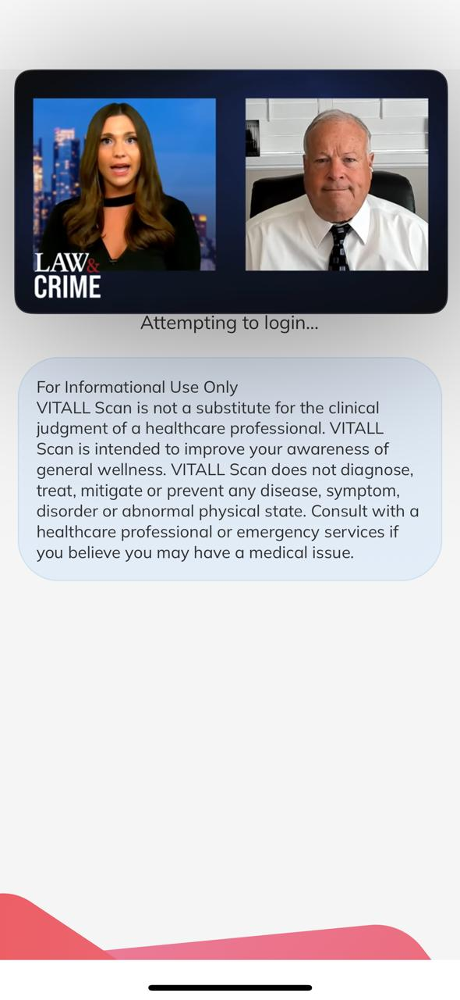 LAW&
CRIME
Attempting to login...
For Informational Use Only
VITALL Scan is not a substitute for the clinical
judgment of a healthcare professional. VITALL
Scan is intended to improve your awareness of
general wellness. VITALL Scan does not diagnose,
treat, mitigate or prevent any disease, symptom,
disorder or abnormal physical state. Consult with a
healthcare professional or emergency services if
you believe you may have a medical issue.